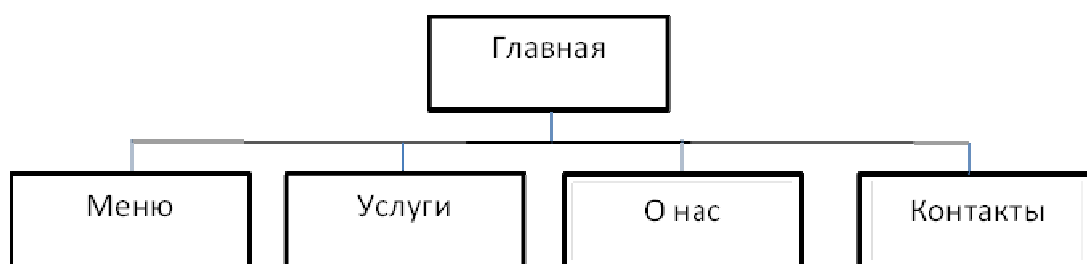 Главная
Меню
Услуги
О нас
Контакты